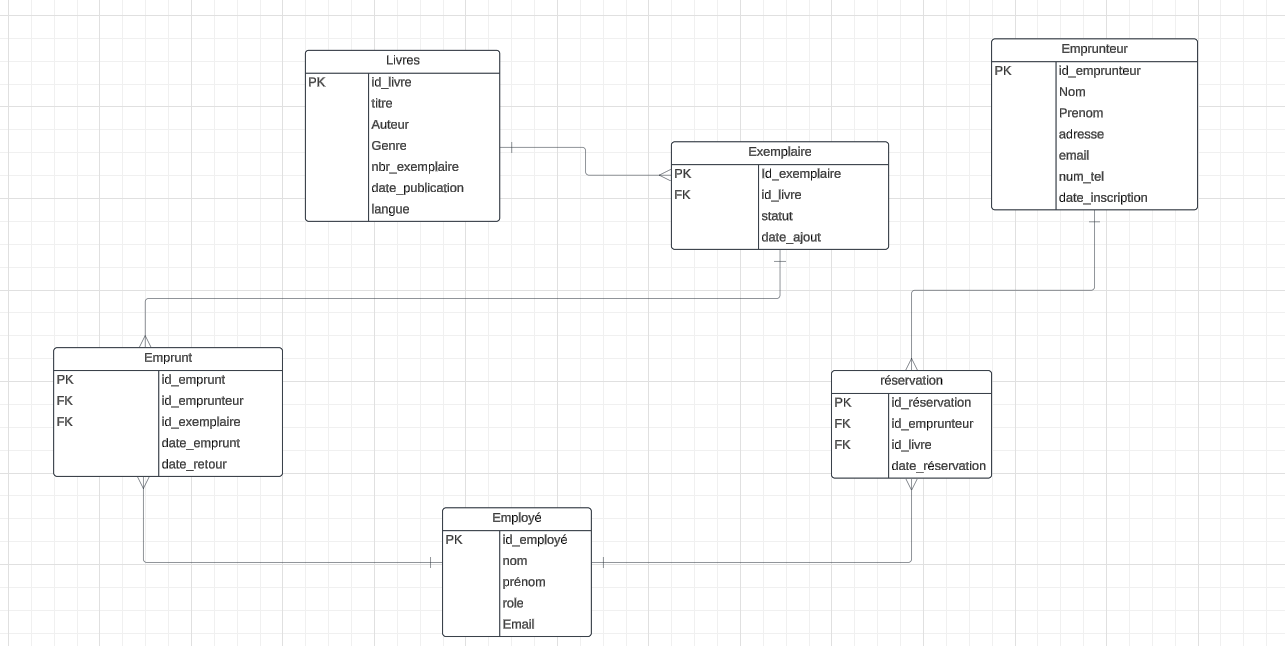 Livres
PK id_livre
titre
Auteur
Genre
nbr_exemplaire
date_publication
langue
Emprunteur
PK id_emprunteur
Nom
Prenom
adresse
email
num_tel
date_inscription
Exemplaire
PK Id_exemplaire
FK id_livre
statut
date_ajout
Emprunt
PK id_emprunt
FK id_emprunteur
FK id_exemplaire
date_emprunt
date_retour
réservation
PK id_réservation
FK id_emprunteur
FK id_livre
date_réservation
Employé
PK id_employé
nom
prénom
role
Email